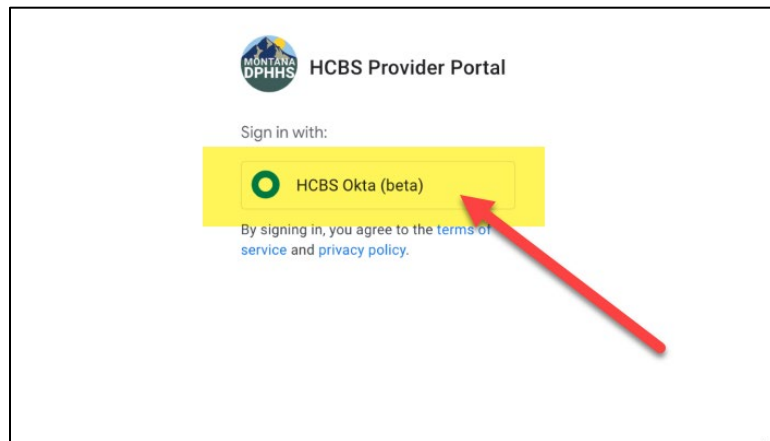 MONTANA
DPHHS
HCBS Provider Portal
Sign in with:
HCBS Okta (beta)
By signing in, you agree to the terms of
service and privacy policy.